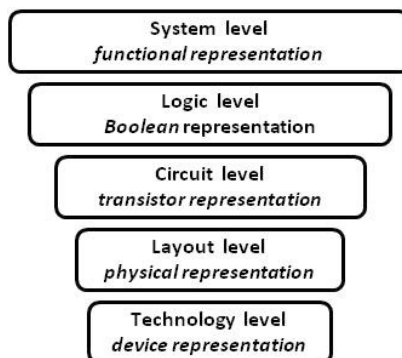 System level
functional representation
Logic level
Boolean representation
Circuit level
transistor representation
Layout level
physical representation
Technology level
device representation